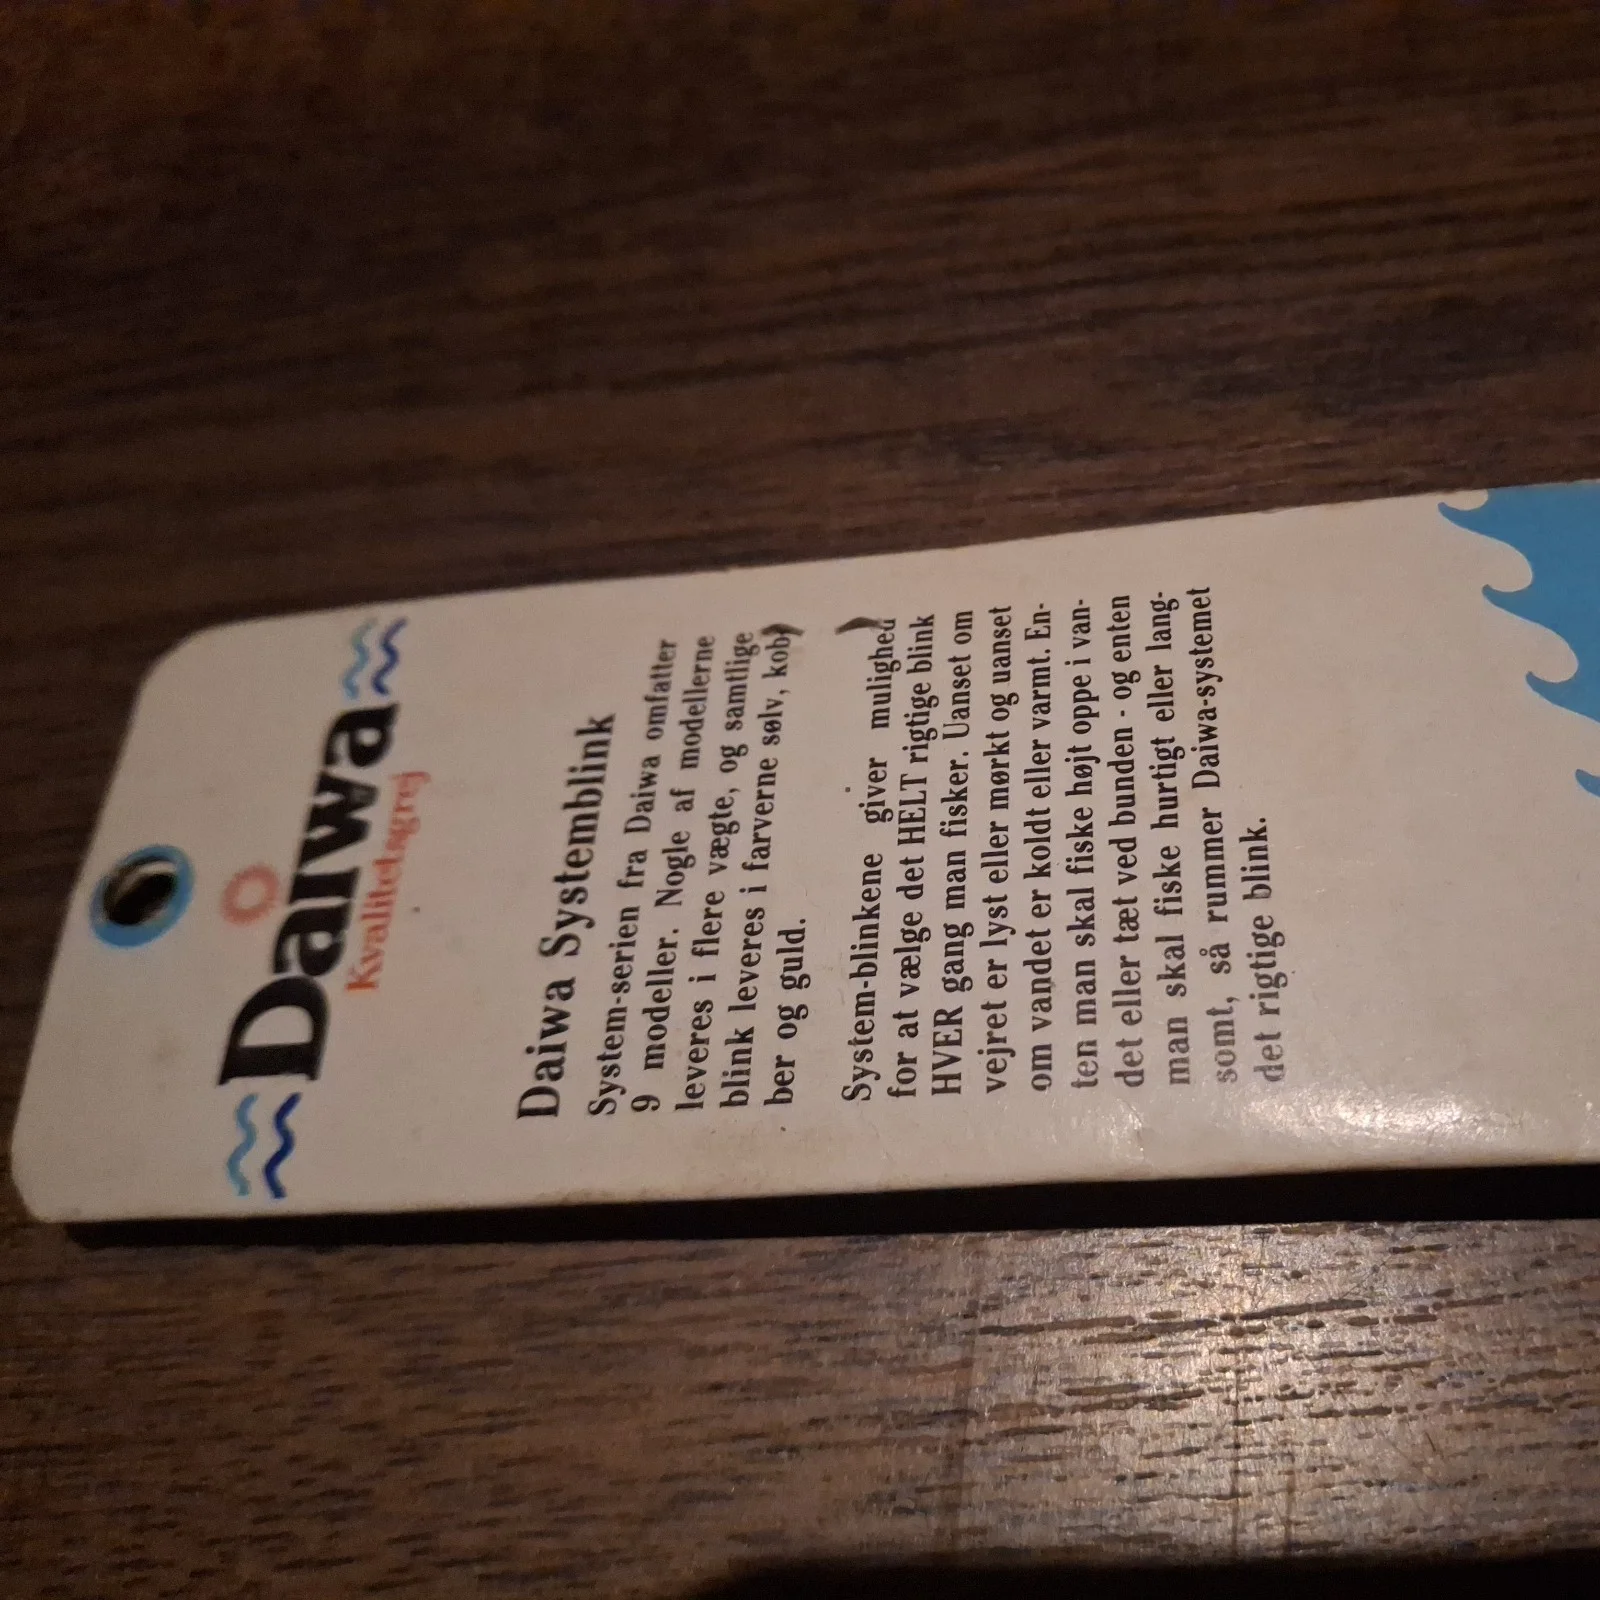 Daiwa
Kvalitetsgrej
Daiwa Systemblink
System-serien fra Daiwa omfatter
9 modeller. Nogle af modellerne
leveres i flere vægte, og samtlige
blink leveres i farverne sølv, kob-
ber og guld.
System-blinkene giver mulighed
for at vælge det HELT rigtige blink
HVER gang man fisker. Uanset om
vejret er lyst eller mørkt og uanset
om vandet er koldt eller varmt. En-
ten man skal fiske højt oppe i van-
det eller tæt ved bunden - og enten
man skal fiske hurtigt eller lang-
somt, så rummer Daiwa-systemet
det rigtige blink.